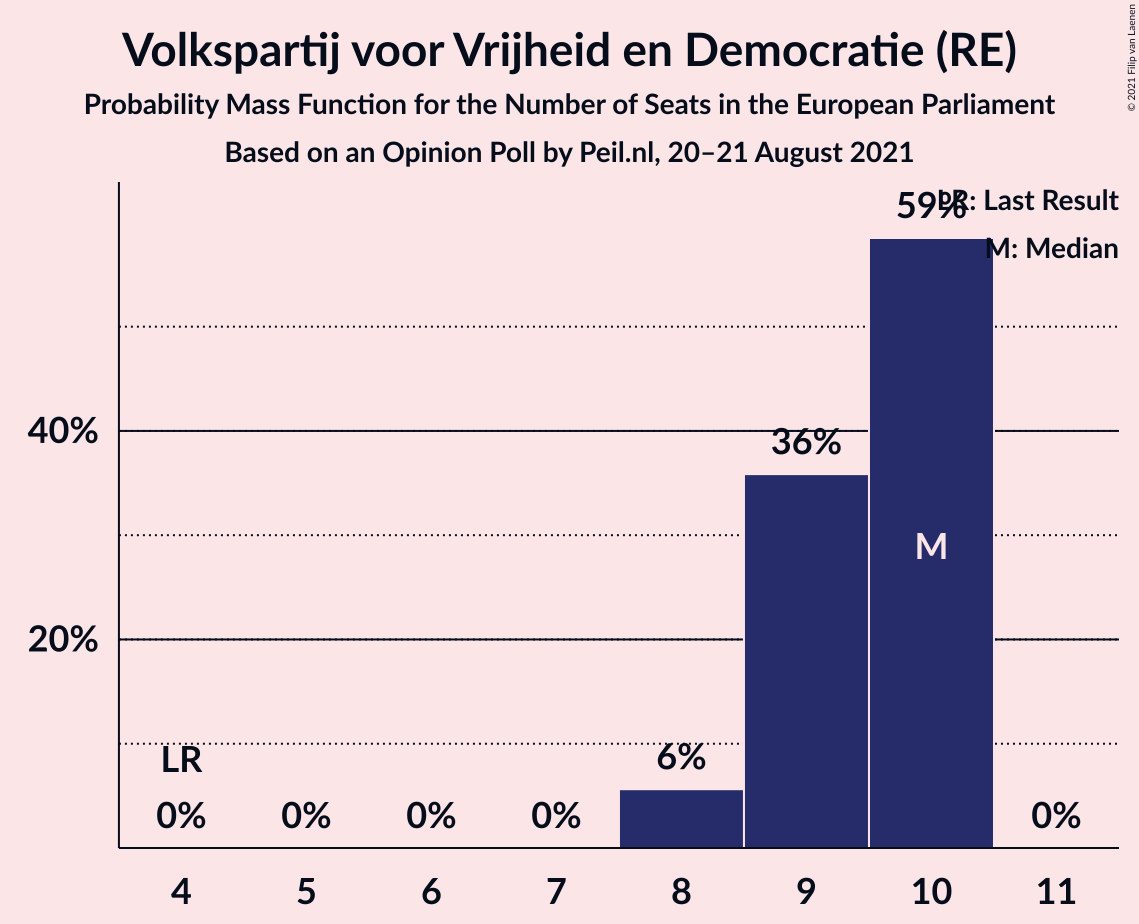 Volkspartij voor Vrijheid en Democratie (RE)
Probability Mass Function for the Number of Seats in the European Parliament
Based on an Opinion Poll by Peil.nl, 20–21 August 2021
© 2021 Filip van Laenen
59%
LR: Last Result
M: Median
40%
36%
M
20%
LR
6%
0%
0%
0%
0%
0%
4
5
6
7
8
9
10
11